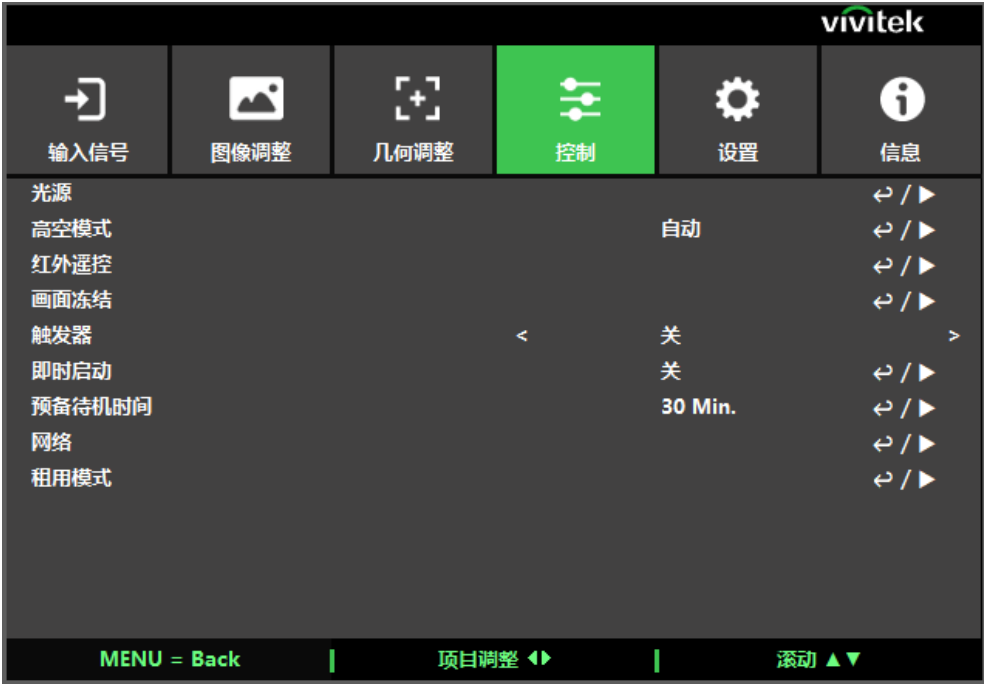 vivitek
输入信号 图像调整 几何调整 控制 设置 信息
光源 ↩ / ▶
高空模式 自动 ↩ / ▶
红外遥控 ↩ / ▶
画面冻结 ↩ / ▶
触发器 < 关 >
即时启动 关 ↩ / ▶
预备待机时间 30 Min. ↩ / ▶
网络 ↩ / ▶
租用模式 ↩ / ▶
MENU = Back | 项目调整 ◀▶ | 滚动 ▲▼